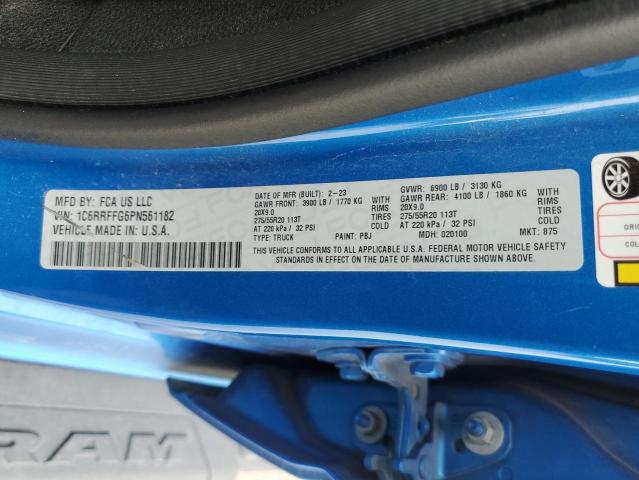 MFD BY: FCA US LLC
VIN: 1C6RRFFG6PN561182
VEHICLE MADE IN: U.S.A.
DATE OF MFR (BUILT): 2-23
GAWR FRONT: 3900 LB / 1770 KG
20X9.0 RIMS
275/55R20 113T
AT 220 kPa / 32 PSI COLD
TYPE: TRUCK
PAINT: PBJ
GVWR: 6900 LB / 3130 KG
GAWR REAR: 4100 LB / 1860 KG
20X9.0 RIMS
275/55R20 113T
AT 220 kPa / 32 PSI COLD
MDH: 020100
MKT: 875
THIS VEHICLE CONFORMS TO ALL APPLICABLE U.S.A. FEDERAL MOTOR VEHICLE SAFETY
STANDARDS IN EFFECT ON THE DATE OF MANUFACTURE SHOWN ABOVE.
RAM